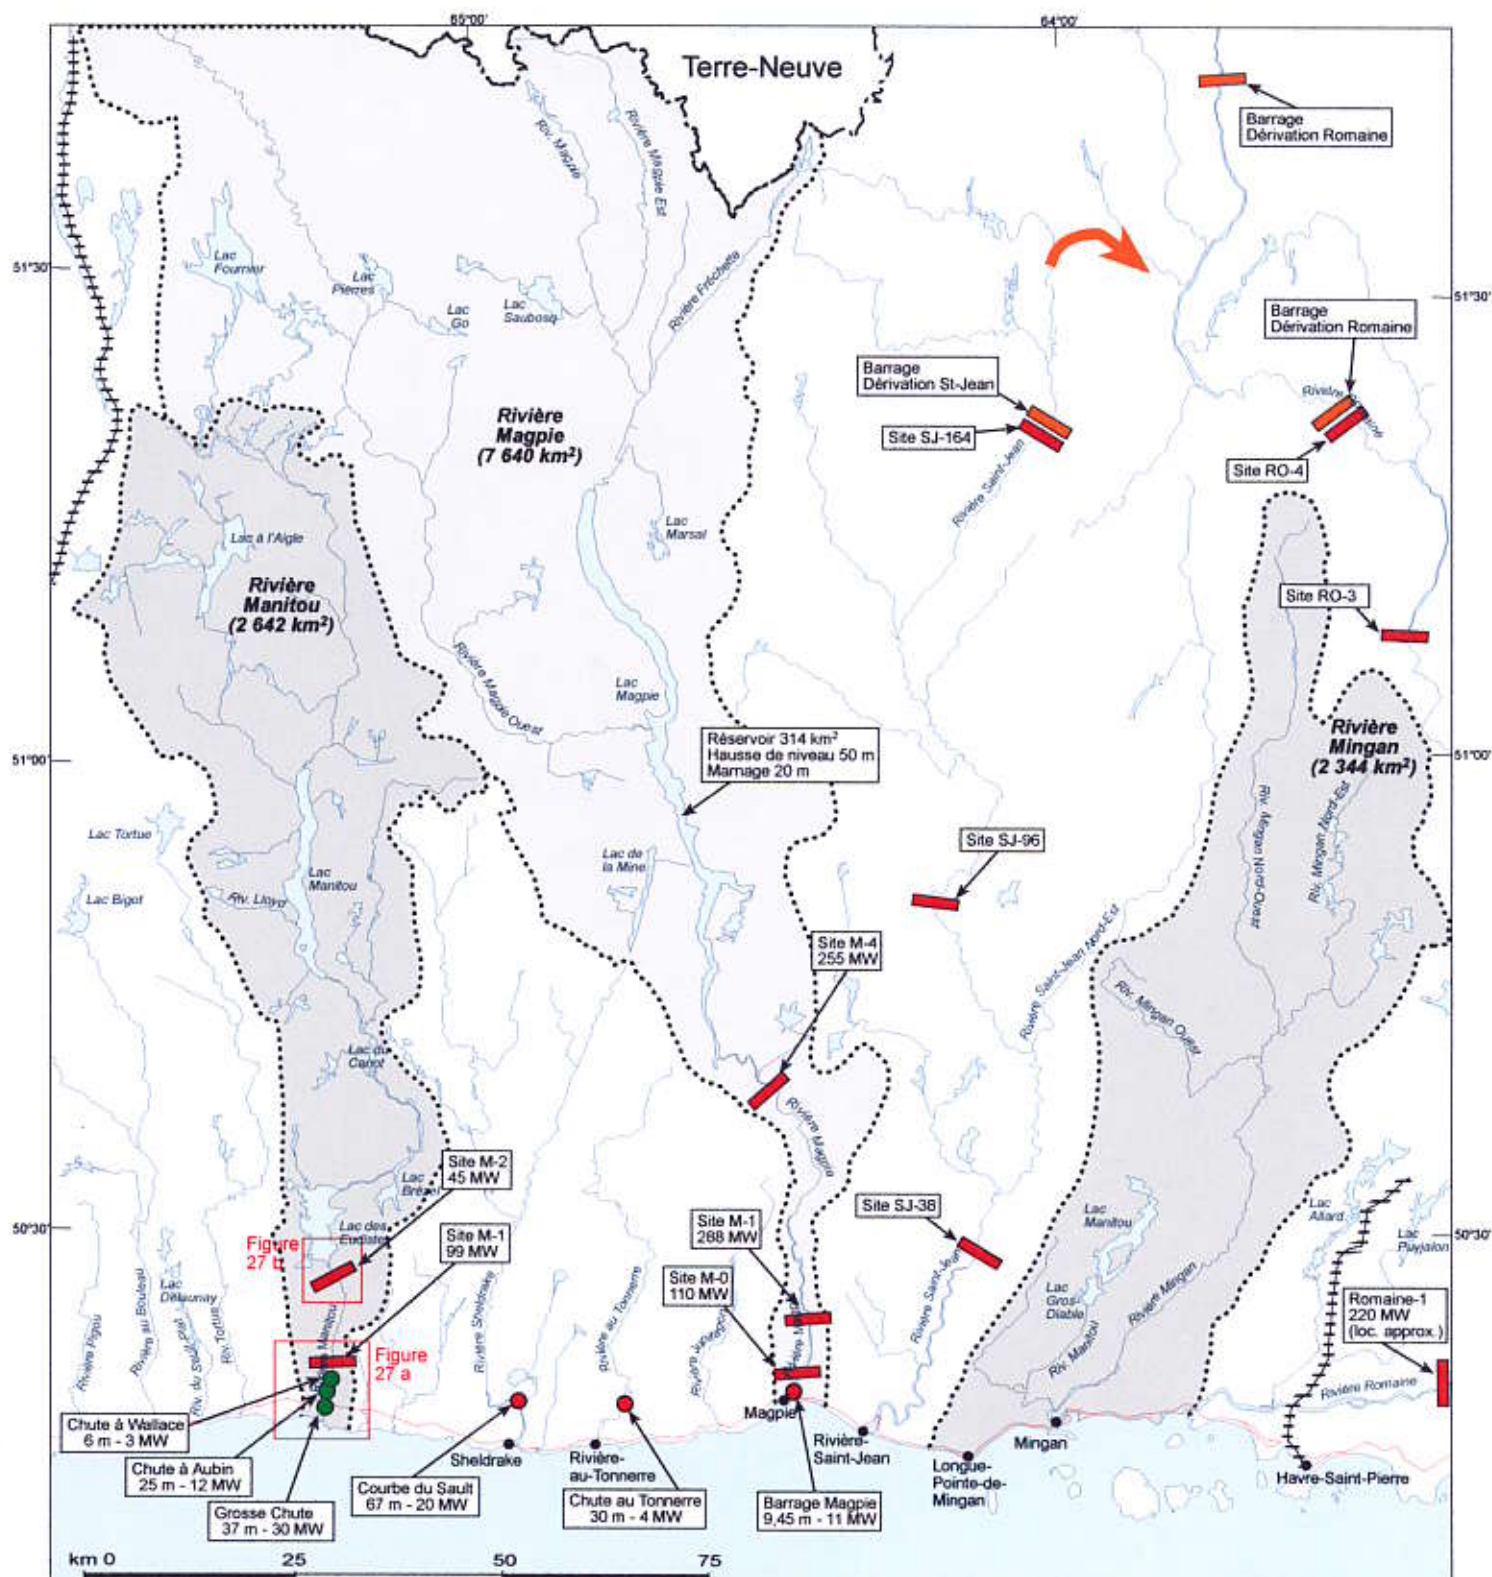 65°00'
64°00'
Terre-Neuve
Barrage
Dérivation Romaine
Riv. Magpie
Rivière Magpie Est
Rivière Fréchette
51°30'
51°30'
Lac
Fournier
Lac
Pierres
Lac
Go
Lac
Saubosq
Barrage
Dérivation Romaine
Barrage
Dérivation St-Jean
Site SJ-164
Rivière Saint-Jean
Rivière
Site RO-4
Rivière
Magpie
(7 640 km²)
Lac à l'Aigle
Lac
Marsal
Rivière
Manitou
(2 642 km²)
Site RO-3
Rivière Magpie Ouest
Lac
Magpie
Réservoir 314 km²
Hausse de niveau 50 m
Marnage 20 m
Rivière
Mingan
(2 344 km²)
51°00'
51°00'
Riv. Mingan Nord-Ouest
Riv. Mingan Nord-Est
Lac Tortue
Lac de
la Mine
Site SJ-96
Lac
Manitou
Riv. Lloyd
Lac Bigot
Site M-4
255 MW
Rivière Saint-Jean Nord-Est
Riv. Mingan Ouest
Lac du
Canot
Rivière Magpie
Site M-2
45 MW
Lac
Brézel
Lac des
Eudistes
Figure
27 b
Site M-1
99 MW
Site M-1
288 MW
Site M-0
110 MW
Site SJ-38
Lac
Manitou
Lac
Allard
Lac
Puyjalon
50°30'
50°30'
Lac
Délaunay
Rivière Pigou
Rivière au Bouleau
Riv. du Sault Plat
Riv. Tortue
Manitou
Figure
27 a
Rivière Sheldrake
Rivière au Tonnerre
Rivière Saint-Jean
Lac
Gros-
Diable
Rivière Mingan
Riv. Manitou
Romaine-1
220 MW
(loc. approx.)
Rivière Romaine
Chute à Wallace
6 m - 3 MW
Chute à Aubin
25 m - 12 MW
Grosse Chute
37 m - 30 MW
Sheldrake
Courbe du Sault
67 m - 20 MW
Rivière-
au-Tonnerre
Chute au Tonnerre
30 m - 4 MW
Magpie
Barrage Magpie
9,45 m - 11 MW
Rivière-
Saint-Jean
Longue-
Pointe-de-
Mingan
Mingan
Havre-Saint-Pierre
km 0
25
50
75